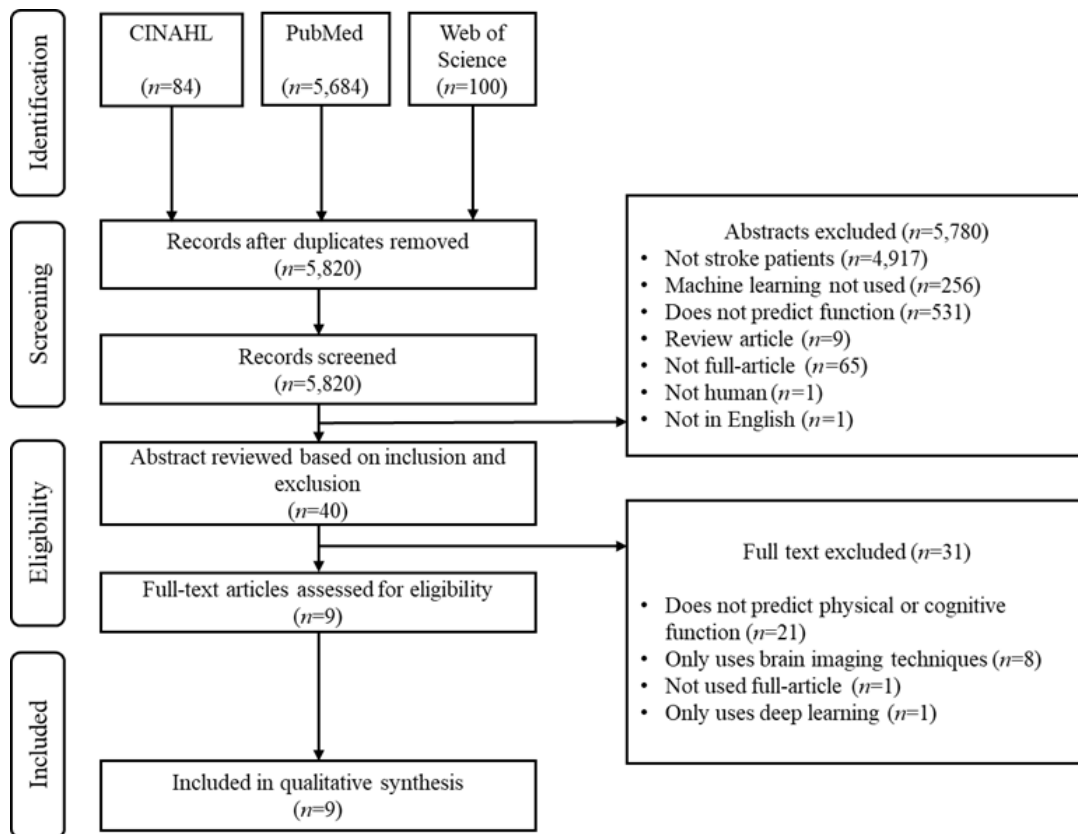 Identification
CINAHL
(n=84)
PubMed
(n=5,684)
Web of
Science
(n=100)
Screening
Records after duplicates removed
(n=5,820)
Records screened
(n=5,820)
Abstracts excluded (n=5,780)
• Not stroke patients (n=4,917)
• Machine learning not used (n=256)
• Does not predict function (n=531)
• Review article (n=9)
• Not full-article (n=65)
• Not human (n=1)
• Not in English (n=1)
Eligibility
Abstract reviewed based on inclusion and
exclusion
(n=40)
Full-text articles assessed for eligibility
(n=9)
Full text excluded (n=31)
• Does not predict physical or cognitive
function (n=21)
• Only uses brain imaging techniques (n=8)
• Not used full-article (n=1)
• Only uses deep learning (n=1)
Included
Included in qualitative synthesis
(n=9)